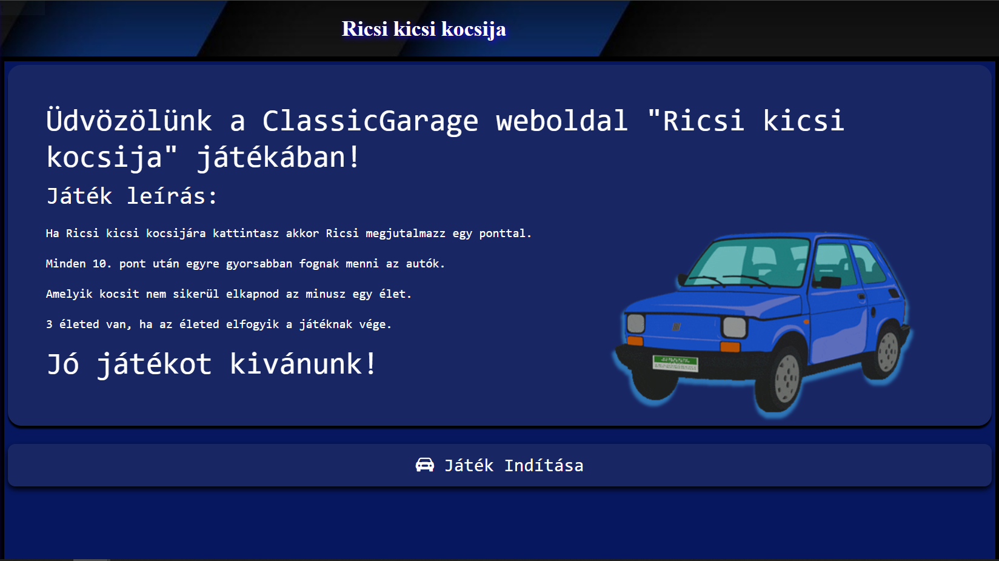 Ricsi kicsi kocsija
Üdvözölünk a ClassicGarage weboldal "Ricsi kicsi
kocsija" játékában!
Játék leírás:
Ha Ricsi kicsi kocsijára kattintasz akkor Ricsi megjutalmazz egy ponttal.
Minden 10. pont után egyre gyorsabban fognak menni az autók.
Amelyik kocsit nem sikerül elkapnod az minusz egy élet.
3 életed van, ha az életed elfogyik a játéknak vége.
Jó játékot kivánunk!
Játék Indítása